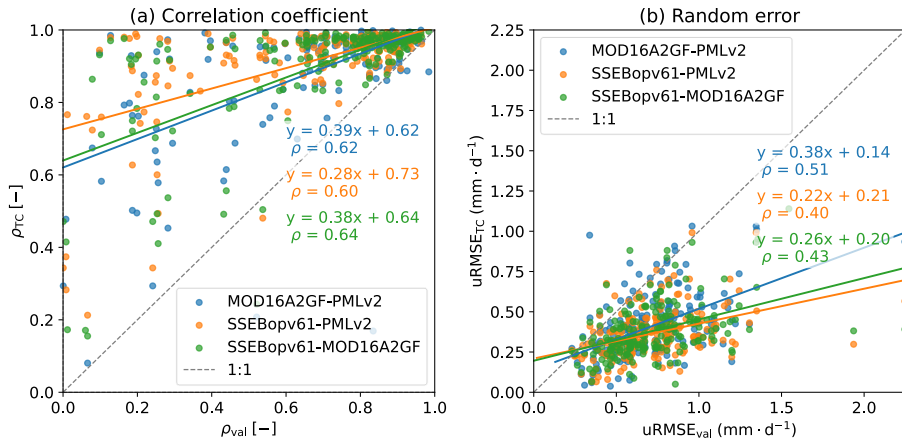 (a) Correlation coefficient
1.0
0.8
0.6
0.4
0.2
0.0
ρTC [−]
y = 0.39x + 0.62
ρ = 0.62
y = 0.28x + 0.73
ρ = 0.60
y = 0.38x + 0.64
ρ = 0.64
MOD16A2GF-PMLv2
SSEBopv61-PMLv2
SSEBopv61-MOD16A2GF
1:1
0.0 0.2 0.4 0.6 0.8 1.0
ρval [−]
(b) Random error
2.25
2.00
1.75
1.50
1.25
1.00
0.75
0.50
0.25
0.00
uRMSETC (mm · d⁻¹)
MOD16A2GF-PMLv2
SSEBopv61-PMLv2
SSEBopv61-MOD16A2GF
1:1
y = 0.38x + 0.14
ρ = 0.51
y = 0.22x + 0.21
ρ = 0.40
y = 0.26x + 0.20
ρ = 0.43
0.0 0.5 1.0 1.5 2.0
uRMSEval (mm · d⁻¹)